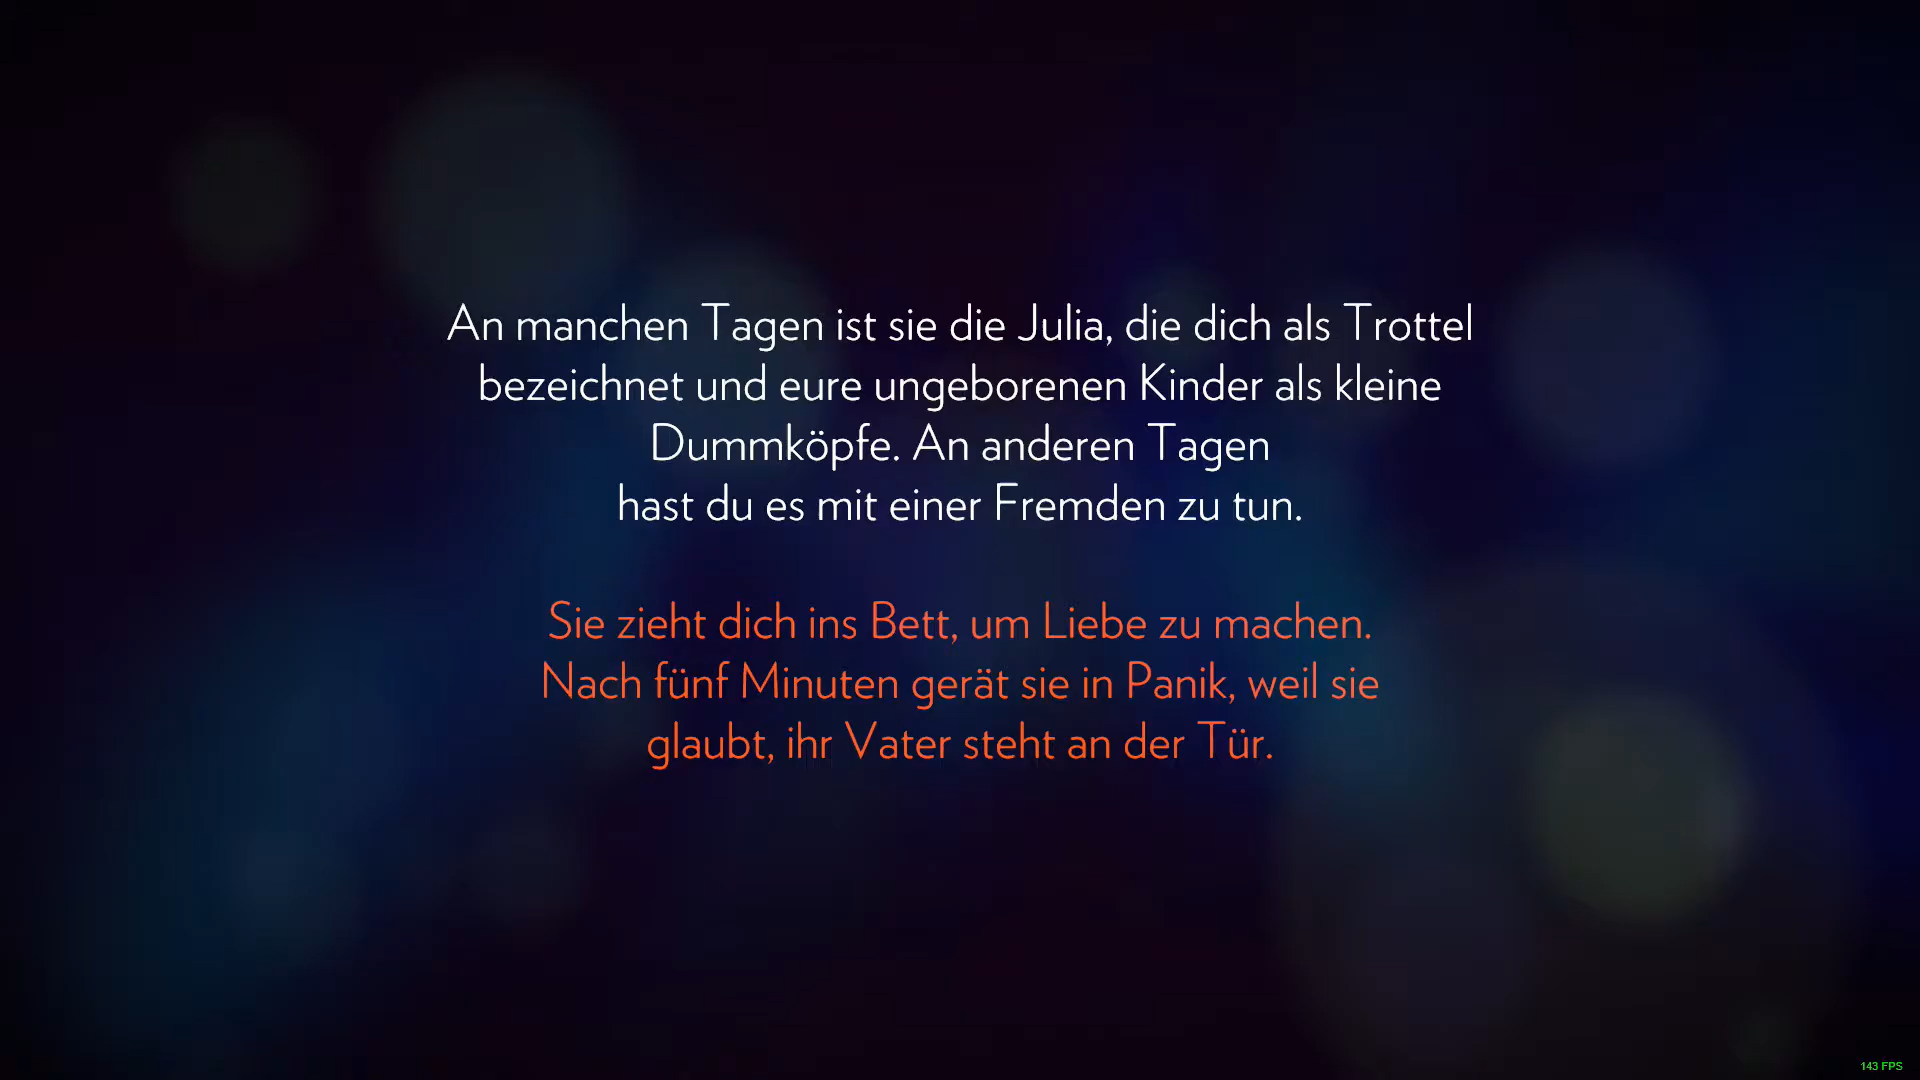 An manchen Tagen ist sie die Julia, die dich als Trottel
bezeichnet und eure ungeborenen Kinder als kleine
Dummköpfe. An anderen Tagen
hast du es mit einer Fremden zu tun.
Sie zieht dich ins Bett, um Liebe zu machen.
Nach fünf Minuten gerät sie in Panik, weil sie
glaubt, ihr Vater steht an der Tür.
143 FPS